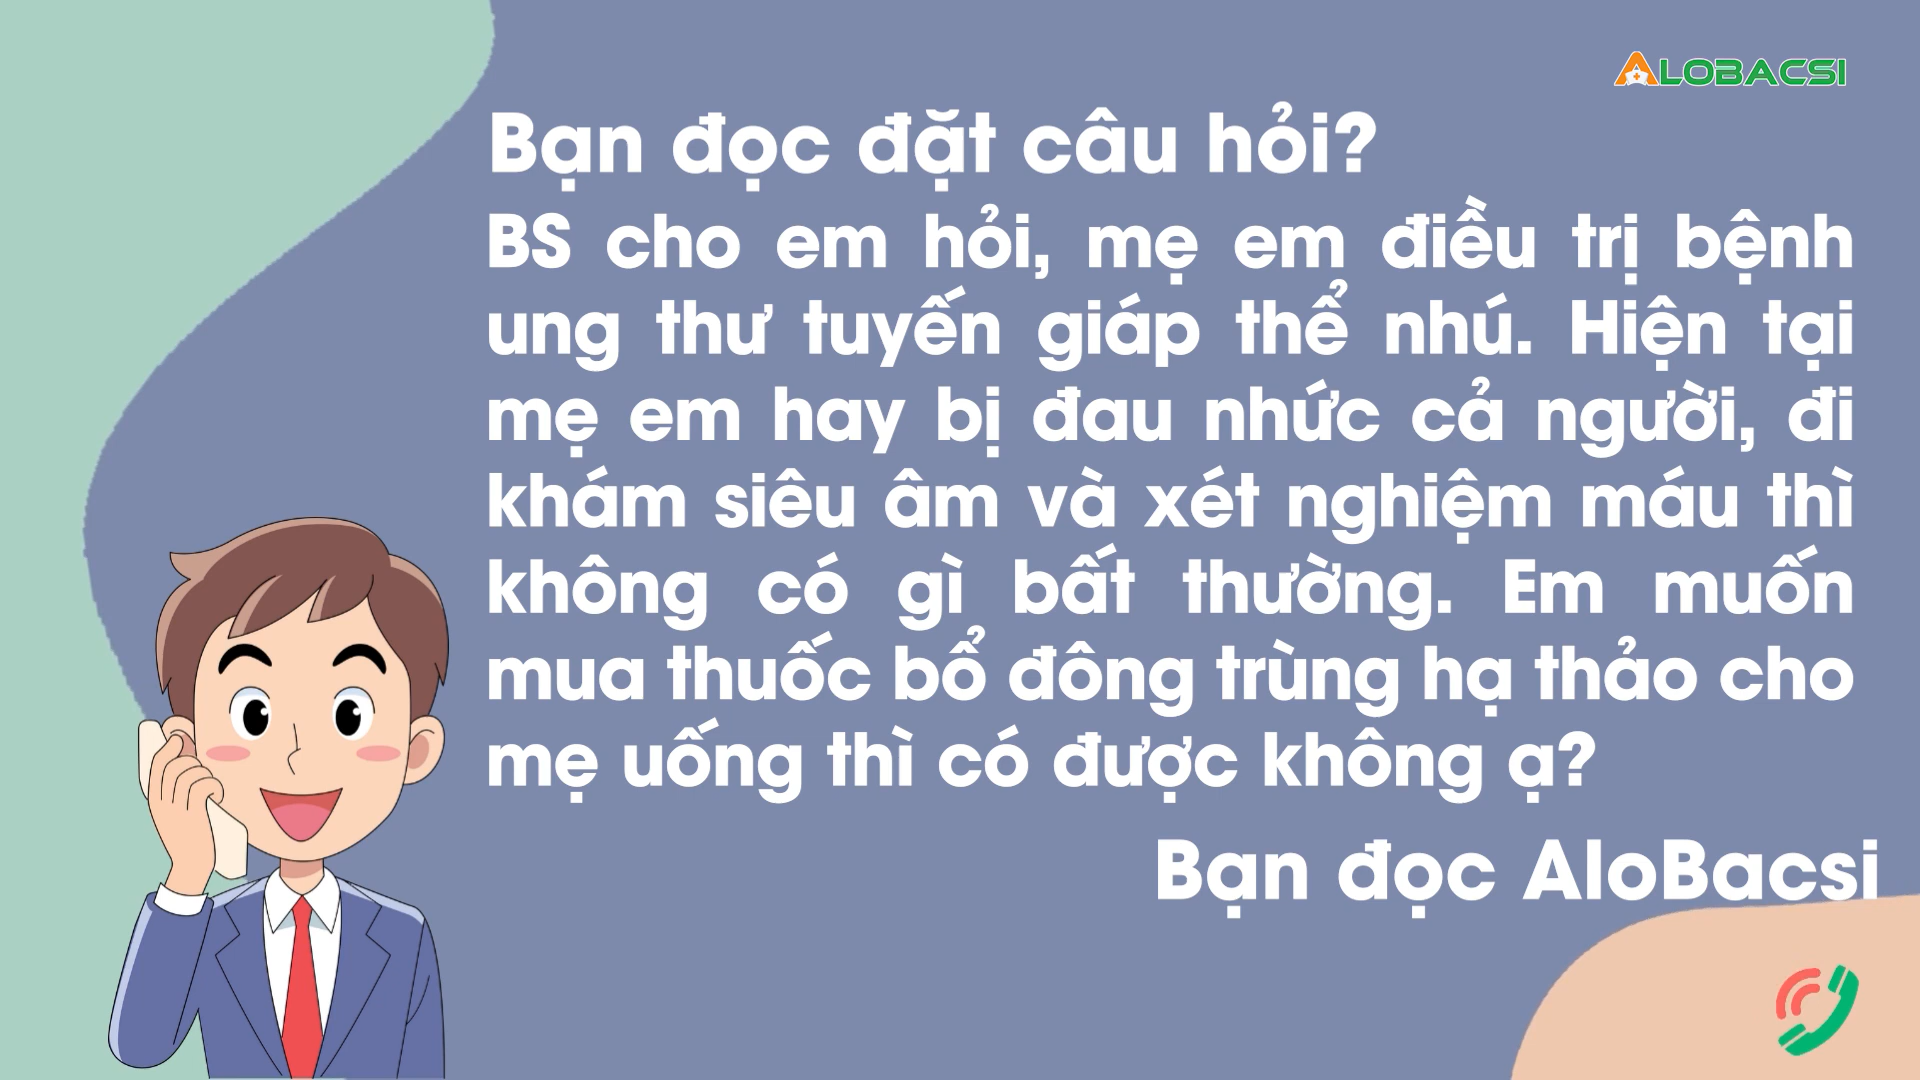 ALOBACSI
Bạn đọc đặt câu hỏi?
BS cho em hỏi, mẹ em điều trị bệnh
ung thư tuyến giáp thể nhú. Hiện tại
mẹ em hay bị đau nhức cả người, đi
khám siêu âm và xét nghiệm máu thì
không có gì bất thường. Em muốn
mua thuốc bổ đông trùng hạ thảo cho
mẹ uống thì có được không ạ?
Bạn đọc AloBacsi